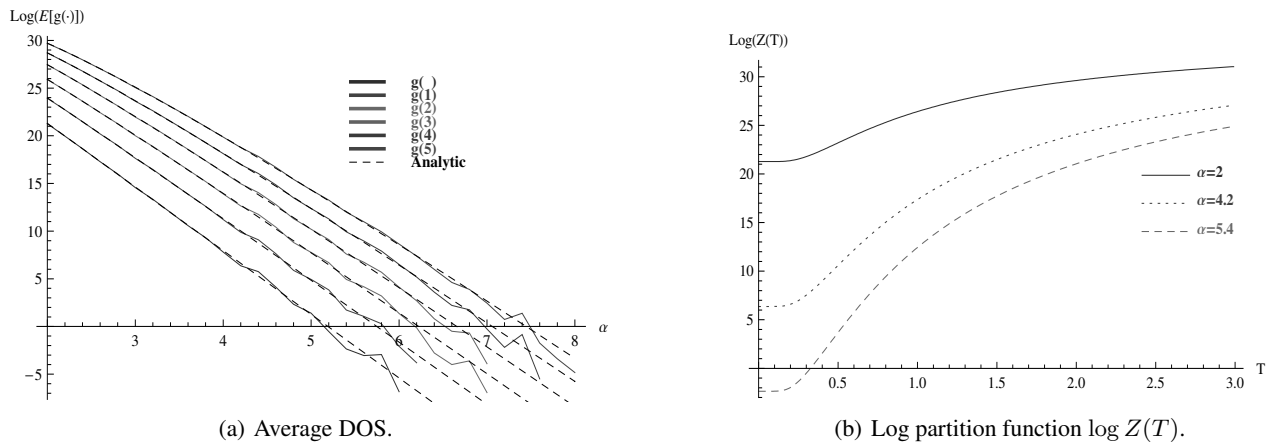 Log(E[g(·)])
30
25
20
15
10
5
−5
3
4
5
6
7
8
α
g( )
g(1)
g(2)
g(3)
g(4)
g(5)
Analytic
(a) Average DOS.
Log(Z(T))
30
25
20
15
10
5
0.5
1.0
1.5
2.0
2.5
3.0
T
α=2
α=4.2
α=5.4
(b) Log partition function log Z(T).